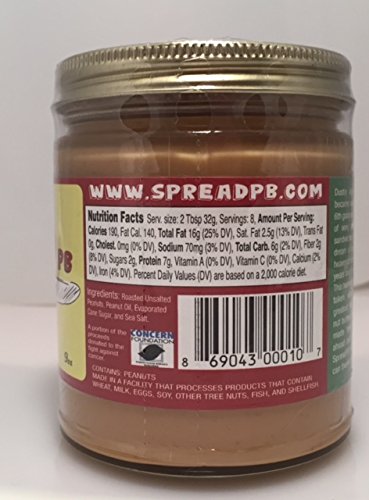 WWW.SPREADPB.COM
Nutrition Facts Serv. size: 2 Tbsp 32g, Servings: 8, Amount Per Serving:
Calories 190, Fat Cal. 140, Total Fat 16g (25% DV), Sat. Fat 2.5g (13% DV), Trans Fat
0g, Cholest. 0mg (0% DV), Sodium 70mg (3% DV), Total Carb. 6g (2% DV), Fiber 2g
(8% DV), Sugars 2g, Protein 7g, Vitamin A (0% DV), Vitamin C (0% DV), Calcium (2%
DV), Iron (4% DV), Percent Daily Values (DV) are based on a 2,000 calorie diet.
PB
9oz
Ingredients: Roasted Unsalted
Peanuts, Peanut Oil, Evaporated
Cane Sugar, and Sea Salt.
A portion of the
proceeds
donated to the
fight against
cancer.
CONCERN
FOUNDATION
8 69043 00010 7
CONTAINS: PEANUTS
MADE IN A FACILITY THAT PROCESSES PRODUCTS THAT CONTAIN
WHEAT, MILK, EGGS, SOY, OTHER TREE NUTS, FISH, AND SHELLFISH